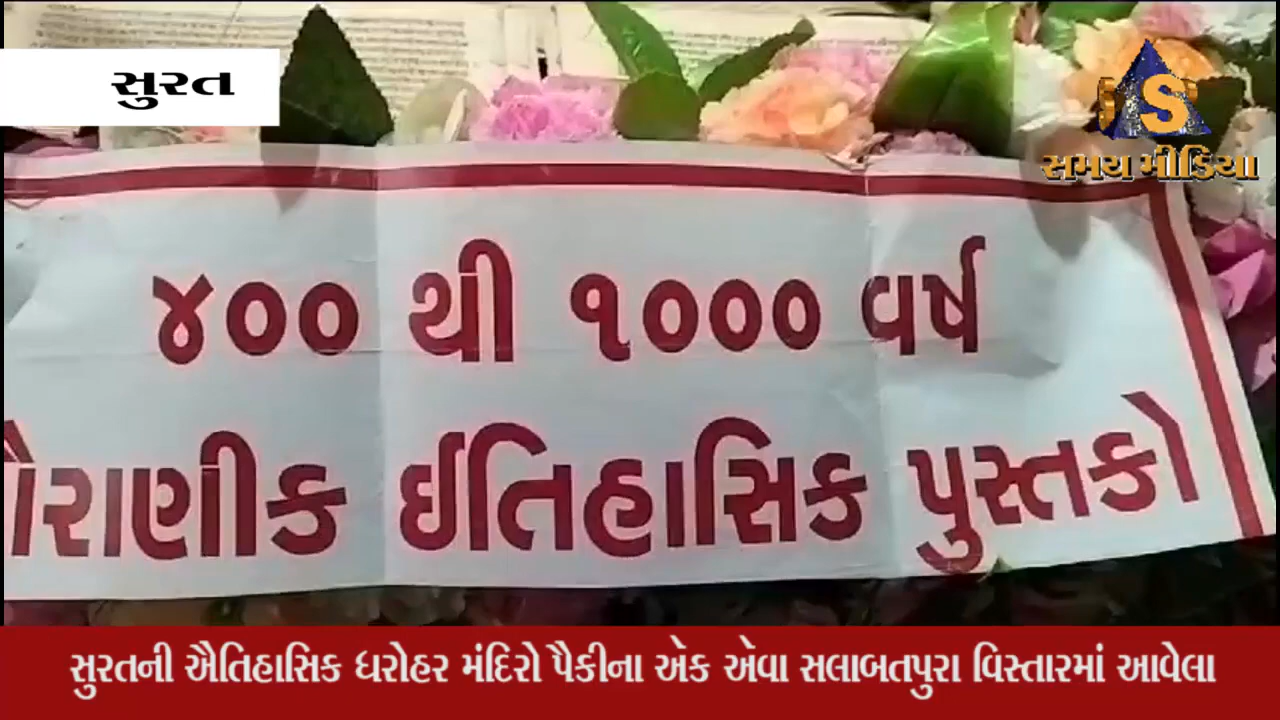 સુરત
S
સમય મીડિયા
૪૦૦ થી ૧૦૦૦ વર્ષ
ઈતિહાસિક પુસ્તકો
સુરતની ઐતિહાસિક ધરોહર મંદિરો પૈકીના એક એવા સલાબતપુરા વિસ્તારમાં આવેલા